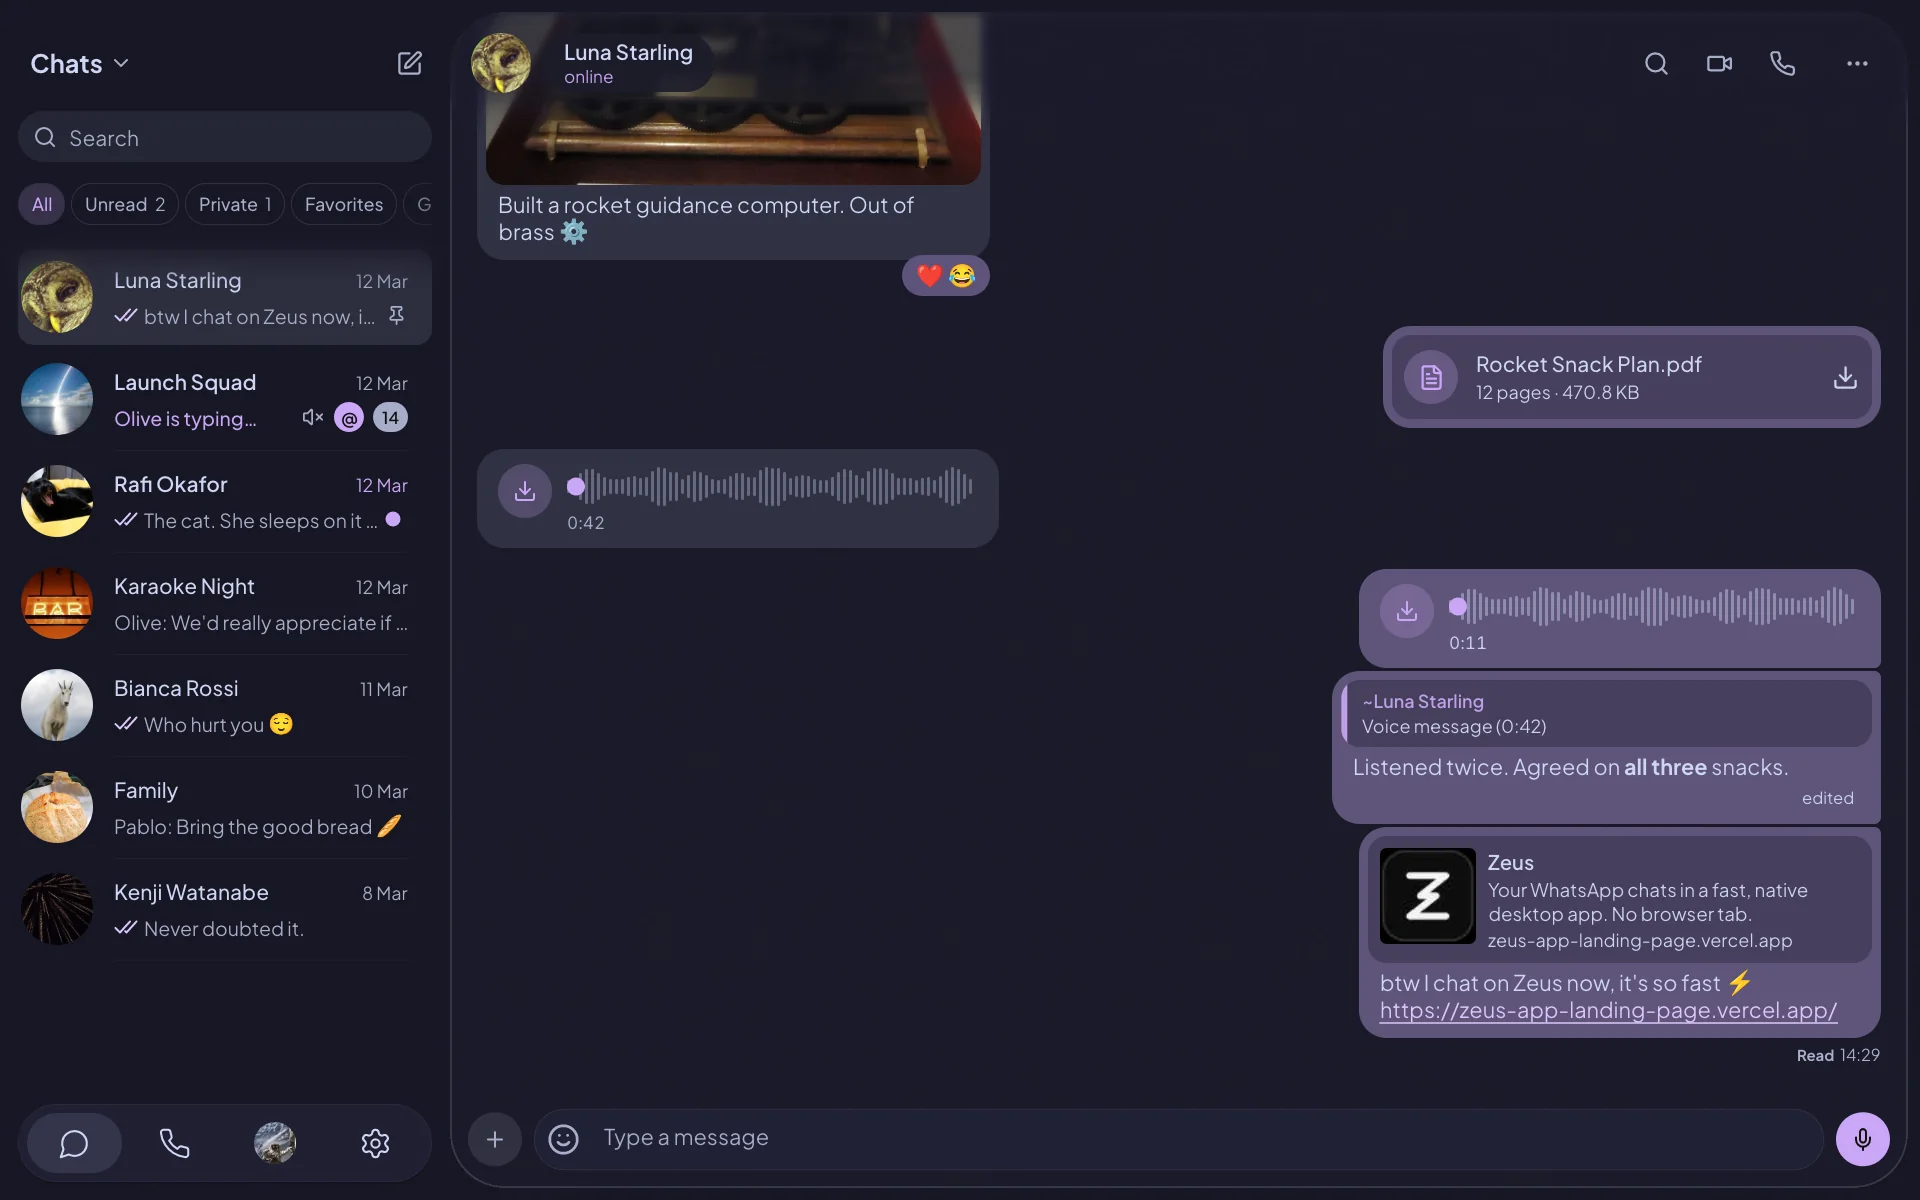 Chats
Search
All
Unread 2
Private 1
Favorites
G
Luna Starling
12 Mar
btw I chat on Zeus now, i…
Launch Squad
12 Mar
Olive is typing…
@
14
Rafi Okafor
12 Mar
The cat. She sleeps on it …
Karaoke Night
12 Mar
BAR
Olive: We'd really appreciate if …
Bianca Rossi
11 Mar
Who hurt you 😌
Family
10 Mar
Pablo: Bring the good bread 🥖
Kenji Watanabe
8 Mar
Never doubted it.
Luna Starling
online
Built a rocket guidance computer. Out of
brass ⚙️
❤️ 😂
Rocket Snack Plan.pdf
12 pages · 470.8 KB
0:42
0:11
~Luna Starling
Voice message (0:42)
Listened twice. Agreed on all three snacks.
edited
Zeus
Your WhatsApp chats in a fast, native
desktop app. No browser tab.
zeus-app-landing-page.vercel.app
btw I chat on Zeus now, it's so fast ⚡
https://zeus-app-landing-page.vercel.app/
Read 14:29
Type a message